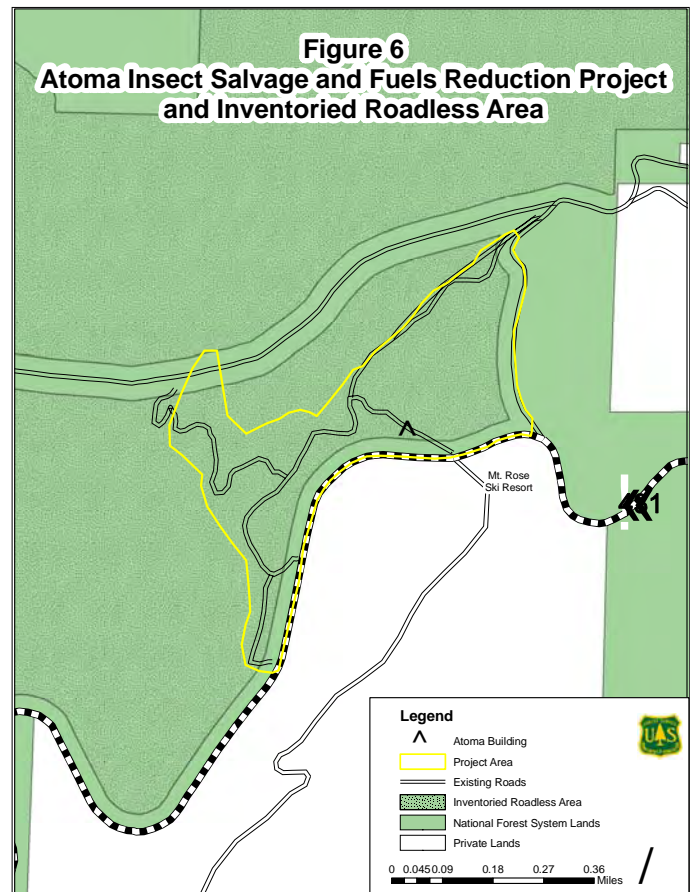 Figure 6
Atoma Insect Salvage and Fuels Reduction Project
and Inventoried Roadless Area
Mt. Rose
Ski Resort
Legend
Atoma Building
Project Area
Existing Roads
Inventoried Roadless Area
National Forest System Lands
Private Lands
0 0.045 0.09 0.18 0.27 0.36
Miles